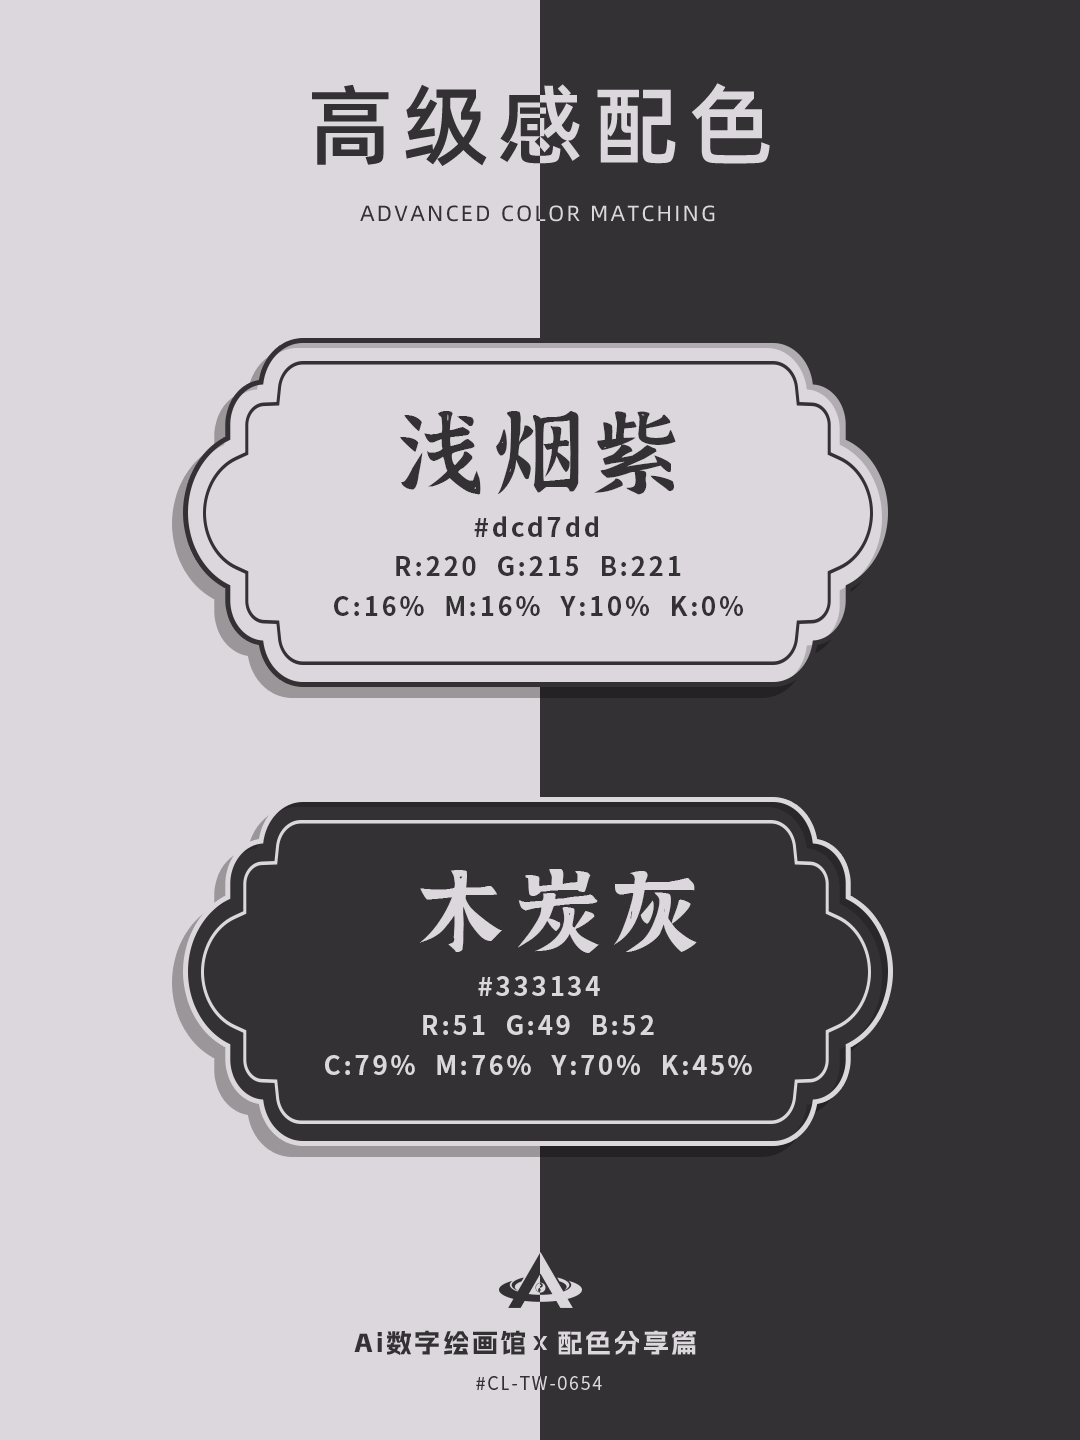 高级感配色
ADVANCED COLOR MATCHING
浅烟紫
#dcd7dd
R:220 G:215 B:221
C:16% M:16% Y:10% K:0%
木炭灰
#333134
R:51 G:49 B:52
C:79% M:76% Y:70% K:45%
Ai数字绘画馆 x 配色分享篇
#CL-TW-0654